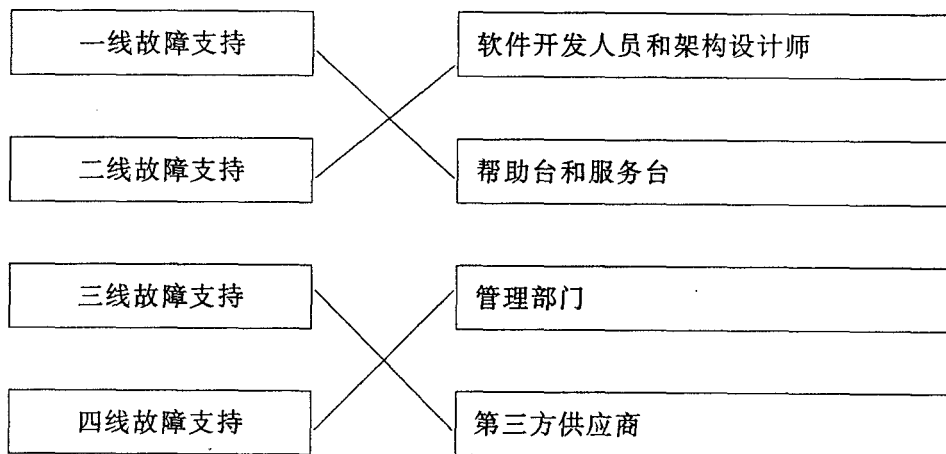 一线故障支持
软件开发人员和架构设计师
二线故障支持
帮助台和服务台
三线故障支持
管理部门
四线故障支持
第三方供应商